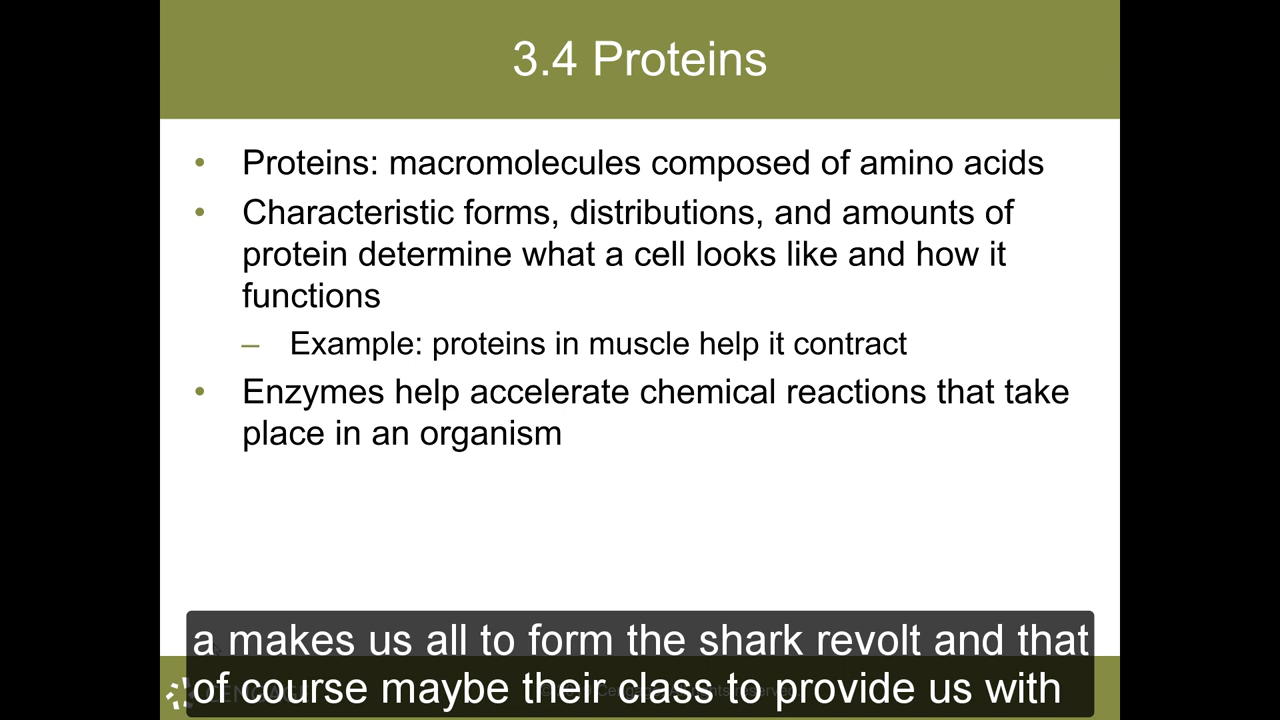 3.4 Proteins
• Proteins: macromolecules composed of amino acids
• Characteristic forms, distributions, and amounts of
protein determine what a cell looks like and how it
functions
– Example: proteins in muscle help it contract
• Enzymes help accelerate chemical reactions that take
place in an organism
a makes us all to form the shark revolt and that
of course maybe their class to provide us with